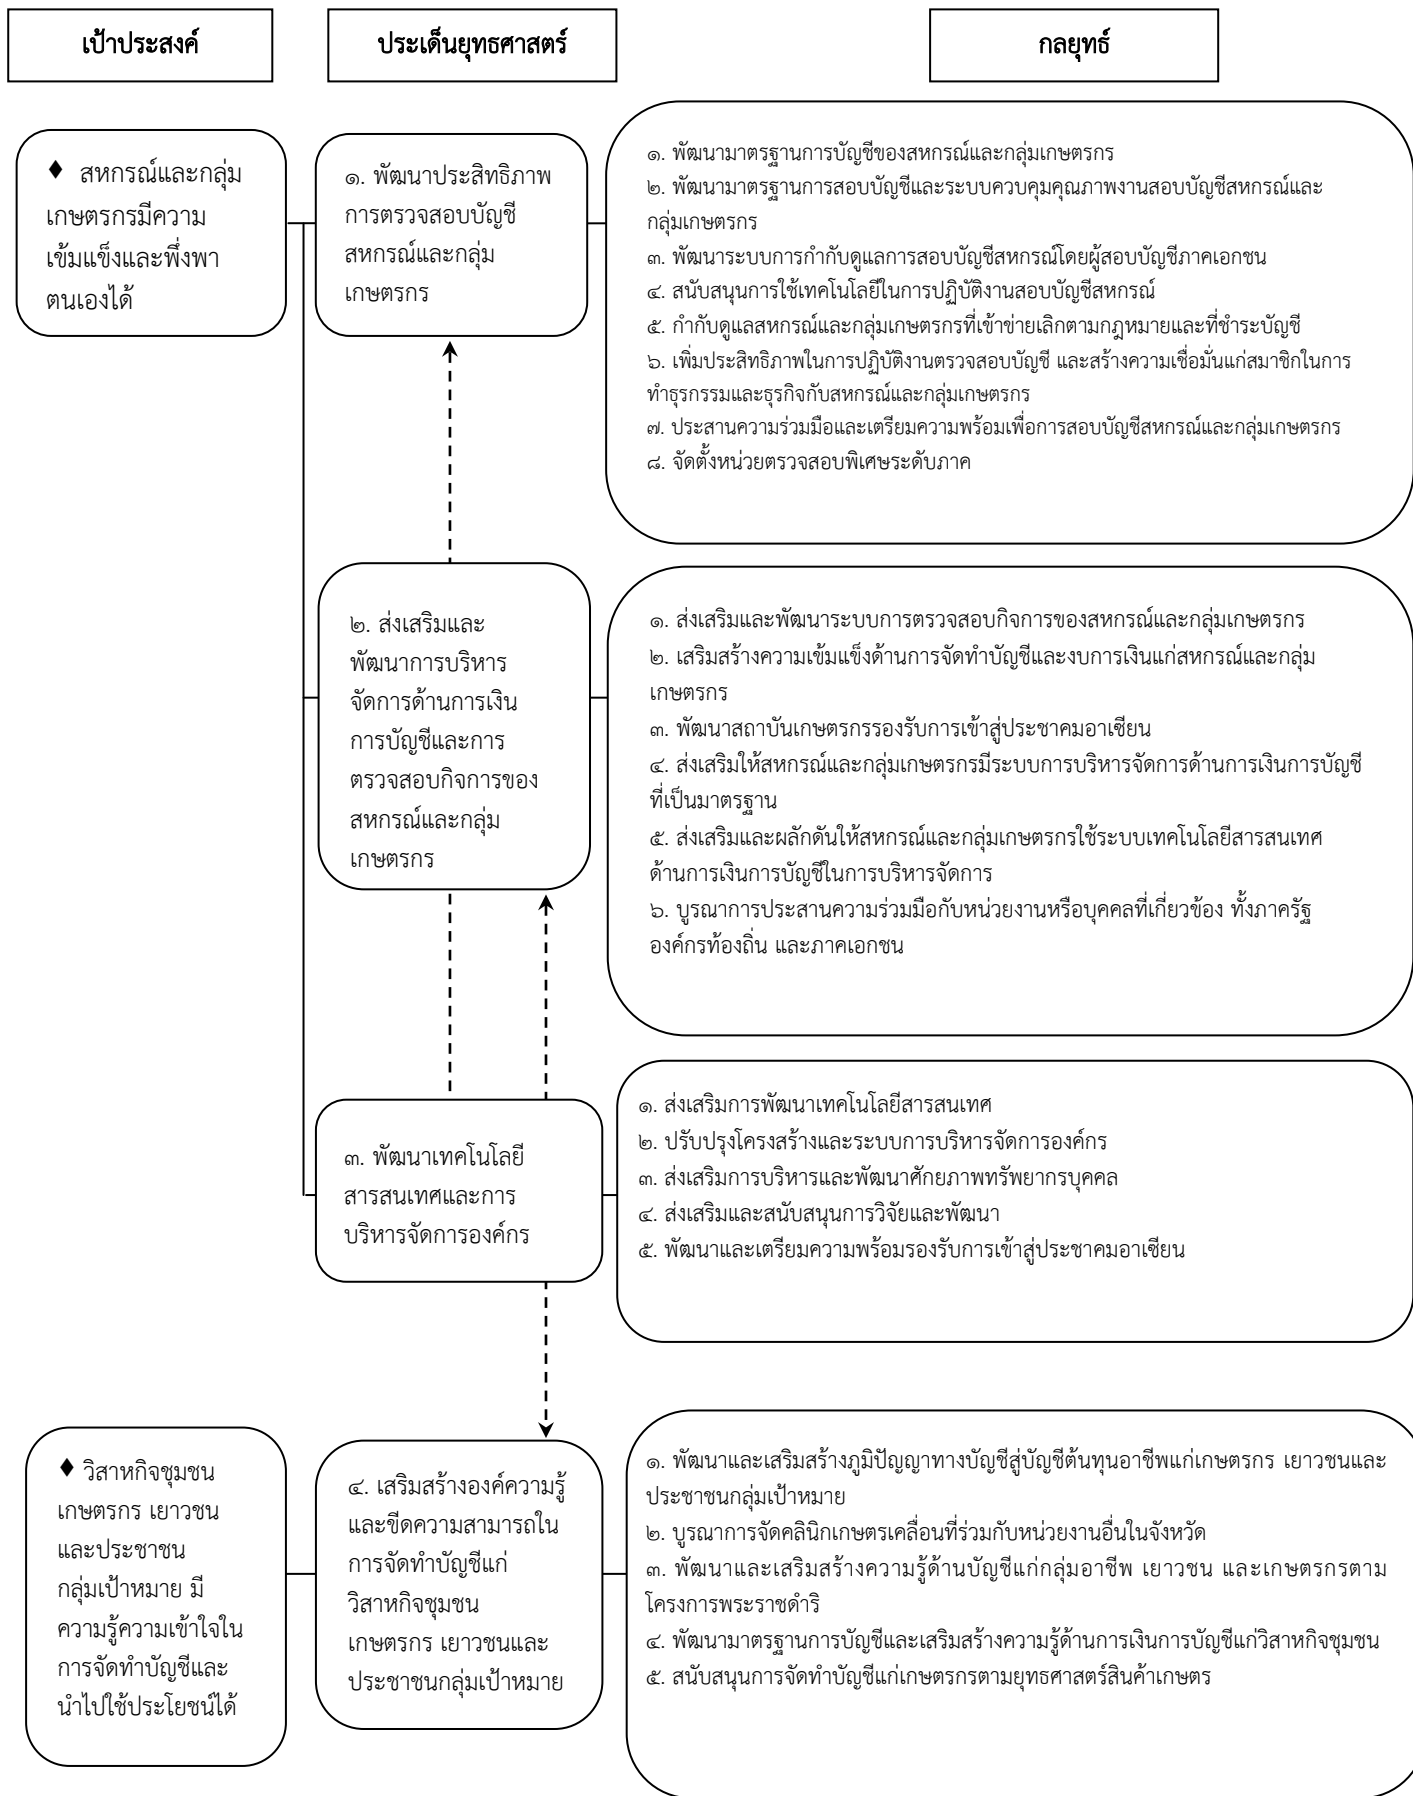 เป้าประสงค์
ประเด็นยุทธศาสตร์
กลยุทธ์
♦ สหกรณ์และกลุ่ม
เกษตรกรมีความ
เข้มแข็งและพึ่งพา
ตนเองได้
๑. พัฒนาประสิทธิภาพ
การตรวจสอบบัญชี
สหกรณ์และกลุ่ม
เกษตรกร
๑. พัฒนามาตรฐานการบัญชีของสหกรณ์และกลุ่มเกษตรกร
๒. พัฒนามาตรฐานการสอบบัญชีและระบบควบคุมคุณภาพงานสอบบัญชีสหกรณ์และ
กลุ่มเกษตรกร
๓. พัฒนาระบบการกำกับดูแลการสอบบัญชีสหกรณ์โดยผู้สอบบัญชีภาคเอกชน
๔. สนับสนุนการใช้เทคโนโลยีในการปฏิบัติงานสอบบัญชีสหกรณ์
๕. กำกับดูแลสหกรณ์และกลุ่มเกษตรกรที่เข้าข่ายเลิกตามกฎหมายและที่ชำระบัญชี
๖. เพิ่มประสิทธิภาพในการปฏิบัติงานตรวจสอบบัญชี และสร้างความเชื่อมั่นแก่สมาชิกในการ
ทำธุรกรรมและธุรกิจกับสหกรณ์และกลุ่มเกษตรกร
๗. ประสานความร่วมมือและเตรียมความพร้อมเพื่อการสอบบัญชีสหกรณ์และกลุ่มเกษตรกร
๘. จัดตั้งหน่วยตรวจสอบพิเศษระดับภาค
๒. ส่งเสริมและ
พัฒนาการบริหาร
จัดการด้านการเงิน
การบัญชีและการ
ตรวจสอบกิจการของ
สหกรณ์และกลุ่ม
เกษตรกร
๑. ส่งเสริมและพัฒนาระบบการตรวจสอบกิจการของสหกรณ์และกลุ่มเกษตรกร
๒. เสริมสร้างความเข้มแข็งด้านการจัดทำบัญชีและงบการเงินแก่สหกรณ์และกลุ่ม
เกษตรกร
๓. พัฒนาสถาบันเกษตรกรรองรับการเข้าสู่ประชาคมอาเซียน
๔. ส่งเสริมให้สหกรณ์และกลุ่มเกษตรกรมีระบบการบริหารจัดการด้านการเงินการบัญชี
ที่เป็นมาตรฐาน
๕. ส่งเสริมและผลักดันให้สหกรณ์และกลุ่มเกษตรกรใช้ระบบเทคโนโลยีสารสนเทศ
ด้านการเงินการบัญชีในการบริหารจัดการ
๖. บูรณาการประสานความร่วมมือกับหน่วยงานหรือบุคคลที่เกี่ยวข้อง ทั้งภาครัฐ
องค์กรท้องถิ่น และภาคเอกชน
๓. พัฒนาเทคโนโลยี
สารสนเทศและการ
บริหารจัดการองค์กร
๑. ส่งเสริมการพัฒนาเทคโนโลยีสารสนเทศ
๒. ปรับปรุงโครงสร้างและระบบการบริหารจัดการองค์กร
๓. ส่งเสริมการบริหารและพัฒนาศักยภาพทรัพยากรบุคคล
๔. ส่งเสริมและสนับสนุนการวิจัยและพัฒนา
๕. พัฒนาและเตรียมความพร้อมรองรับการเข้าสู่ประชาคมอาเซียน
♦ วิสาหกิจชุมชน
เกษตรกร เยาวชน
และประชาชน
กลุ่มเป้าหมาย มี
ความรู้ความเข้าใจใน
การจัดทำบัญชีและ
นำไปใช้ประโยชน์ได้
๔. เสริมสร้างองค์ความรู้
และขีดความสามารถใน
การจัดทำบัญชีแก่
วิสาหกิจชุมชน
เกษตรกร เยาวชนและ
ประชาชนกลุ่มเป้าหมาย
๑. พัฒนาและเสริมสร้างภูมิปัญญาทางบัญชีสู่บัญชีต้นทุนอาชีพแก่เกษตรกร เยาวชนและ
ประชาชนกลุ่มเป้าหมาย
๒. บูรณาการจัดคลินิกเกษตรเคลื่อนที่ร่วมกับหน่วยงานอื่นในจังหวัด
๓. พัฒนาและเสริมสร้างความรู้ด้านบัญชีแก่กลุ่มอาชีพ เยาวชน และเกษตรกรตาม
โครงการพระราชดำริ
๔. พัฒนามาตรฐานการบัญชีและเสริมสร้างความรู้ด้านการเงินการบัญชีแก่วิสาหกิจชุมชน
๕. สนับสนุนการจัดทำบัญชีแก่เกษตรกรตามยุทธศาสตร์สินค้าเกษตร